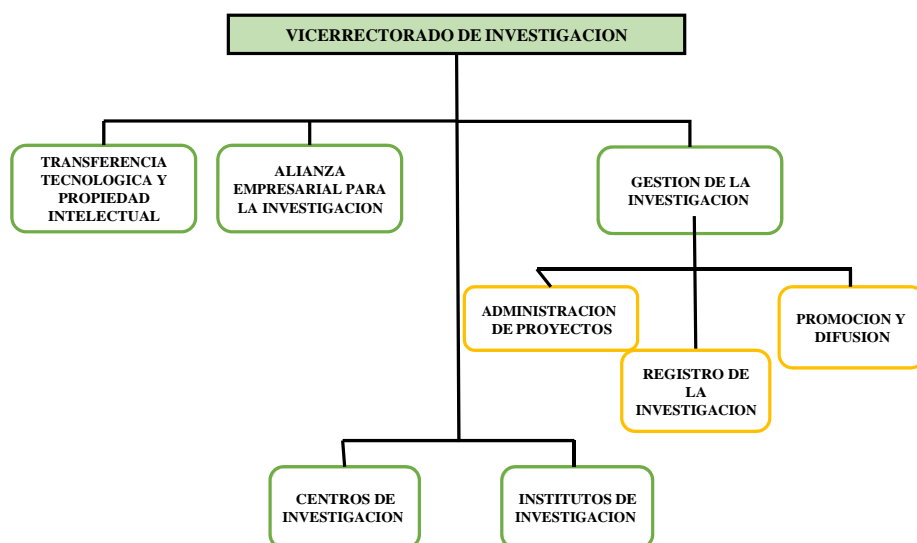 VICERRECTORADO DE INVESTIGACION
TRANSFERENCIA
TECNOLOGICA Y
PROPIEDAD
INTELECTUAL
ALIANZA
EMPRESARIAL PARA
LA INVESTIGACION
GESTION DE LA
INVESTIGACION
ADMINISTRACION
DE PROYECTOS
PROMOCION Y
DIFUSION
REGISTRO DE
LA
INVESTIGACION
CENTROS DE
INVESTIGACION
INSTITUTOS DE
INVESTIGACION